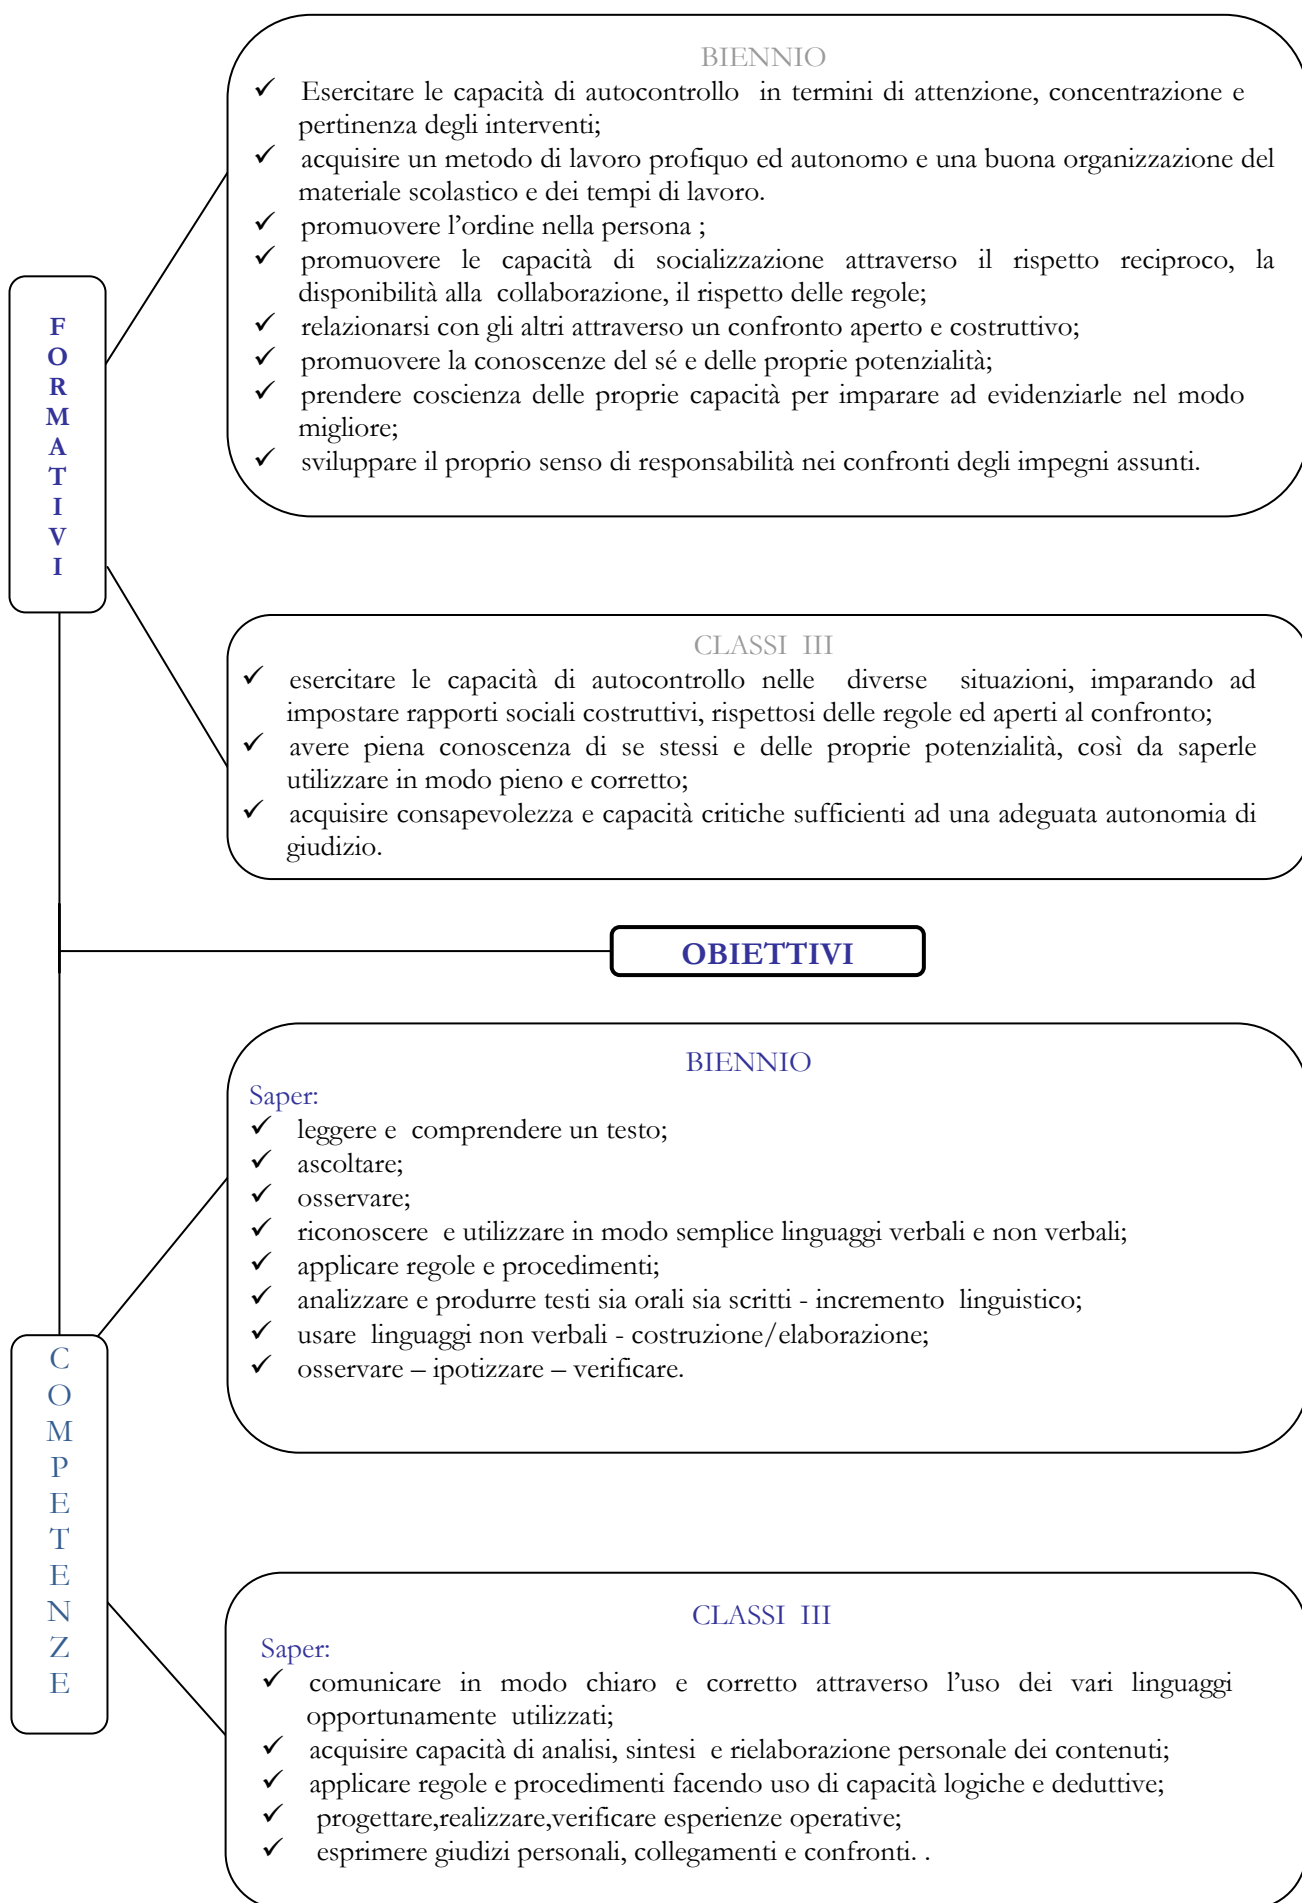 BIENNIO
✓ Esercitare le capacità di autocontrollo in termini di attenzione, concentrazione e
pertinenza degli interventi;
✓ acquisire un metodo di lavoro profiquo ed autonomo e una buona organizzazione del
materiale scolastico e dei tempi di lavoro.
✓ promuovere l’ordine nella persona ;
✓ promuovere le capacità di socializzazione attraverso il rispetto reciproco, la
disponibilità alla collaborazione, il rispetto delle regole;
✓ relazionarsi con gli altri attraverso un confronto aperto e costruttivo;
✓ promuovere la conoscenze del sé e delle proprie potenzialità;
✓ prendere coscienza delle proprie capacità per imparare ad evidenziarle nel modo
migliore;
✓ sviluppare il proprio senso di responsabilità nei confronti degli impegni assunti.
FORMATIVI
CLASSI III
✓ esercitare le capacità di autocontrollo nelle diverse situazioni, imparando ad
impostare rapporti sociali costruttivi, rispettosi delle regole ed aperti al confronto;
✓ avere piena conoscenza di se stessi e delle proprie potenzialità, così da saperle
utilizzare in modo pieno e corretto;
✓ acquisire consapevolezza e capacità critiche sufficienti ad una adeguata autonomia di
giudizio.
OBIETTIVI
BIENNIO
Saper:
✓ leggere e comprendere un testo;
✓ ascoltare;
✓ osservare;
✓ riconoscere e utilizzare in modo semplice linguaggi verbali e non verbali;
✓ applicare regole e procedimenti;
✓ analizzare e produrre testi sia orali sia scritti - incremento linguistico;
✓ usare linguaggi non verbali - costruzione/elaborazione;
✓ osservare – ipotizzare – verificare.
COMPETENZE
CLASSI III
Saper:
✓ comunicare in modo chiaro e corretto attraverso l’uso dei vari linguaggi
opportunamente utilizzati;
✓ acquisire capacità di analisi, sintesi e rielaborazione personale dei contenuti;
✓ applicare regole e procedimenti facendo uso di capacità logiche e deduttive;
✓ progettare,realizzare,verificare esperienze operative;
✓ esprimere giudizi personali, collegamenti e confronti. .